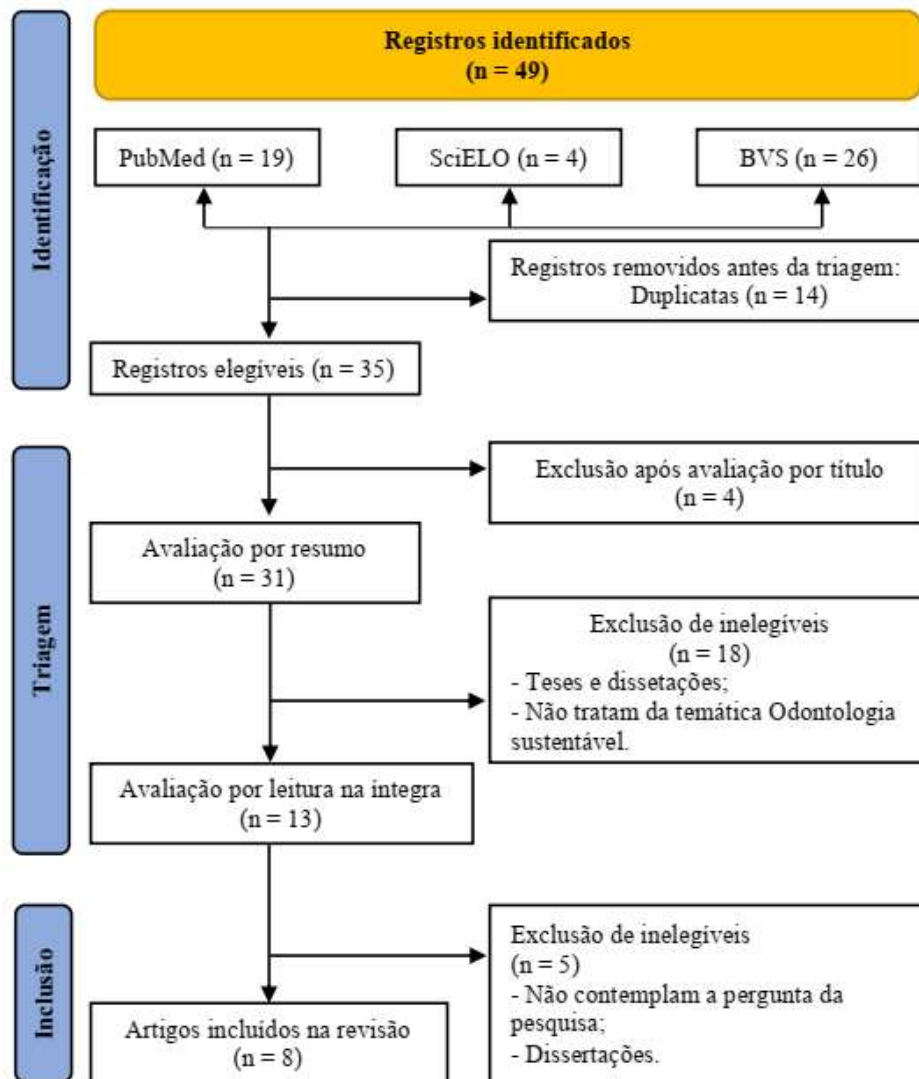 Identificação
Registros identificados
(n = 49)
PubMed (n = 19)
SciELO (n = 4)
BVS (n = 26)
Registros removidos antes da triagem:
Duplicatas (n = 14)
Registros elegíveis (n = 35)
Triagem
Exclusão após avaliação por título
(n = 4)
Avaliação por resumo
(n = 31)
Exclusão de inelegíveis
(n = 18)
- Teses e dissetações;
- Não tratam da temática Odontologia
sustentável.
Avaliação por leitura na íntegra
(n = 13)
Inclusão
Exclusão de inelegíveis
(n = 5)
- Não contemplam a pergunta da
pesquisa;
- Dissertações.
Artigos incluídos na revisão
(n = 8)